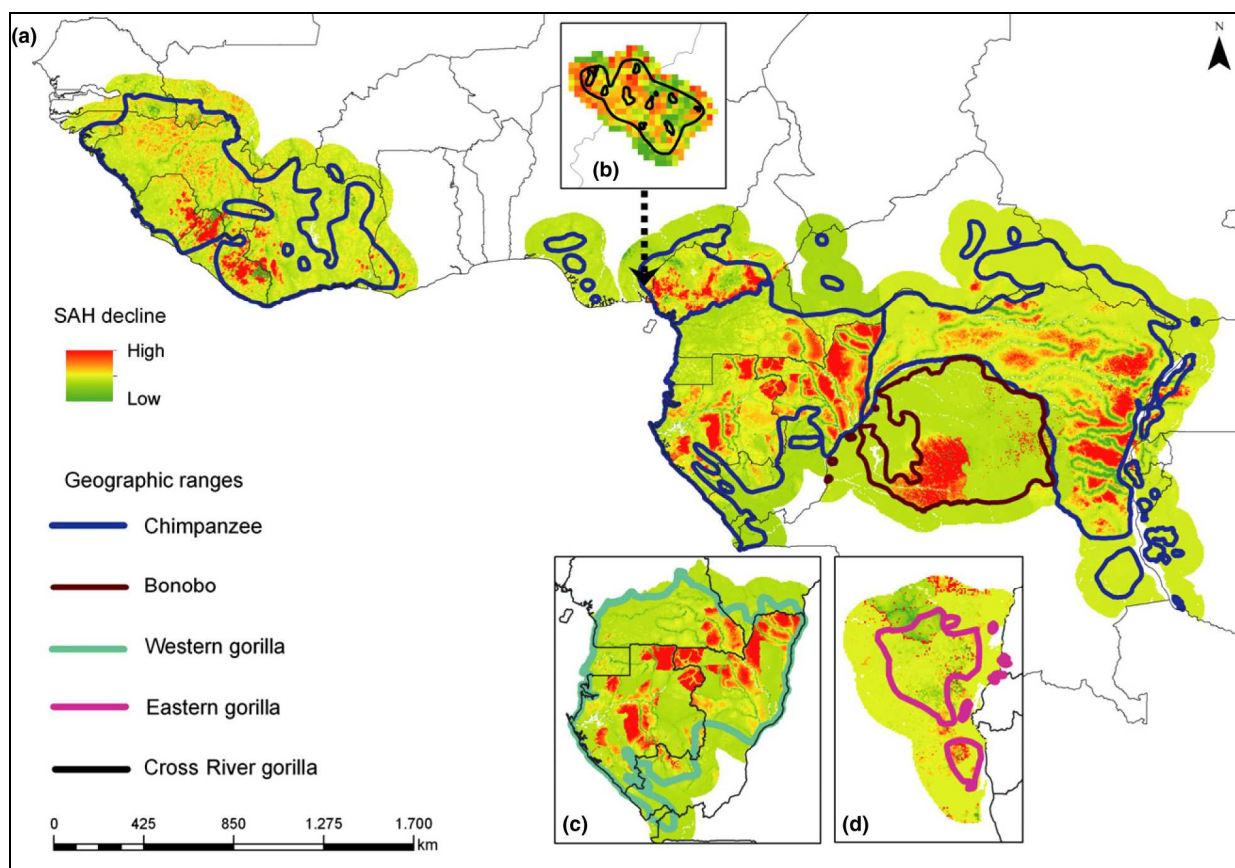 (a)
N
(b)
SAH decline
High
Low
Geographic ranges
Chimpanzee
Bonobo
Western gorilla
Eastern gorilla
Cross River gorilla
0 425 850 1.275 1.700
km
(c)
(d)